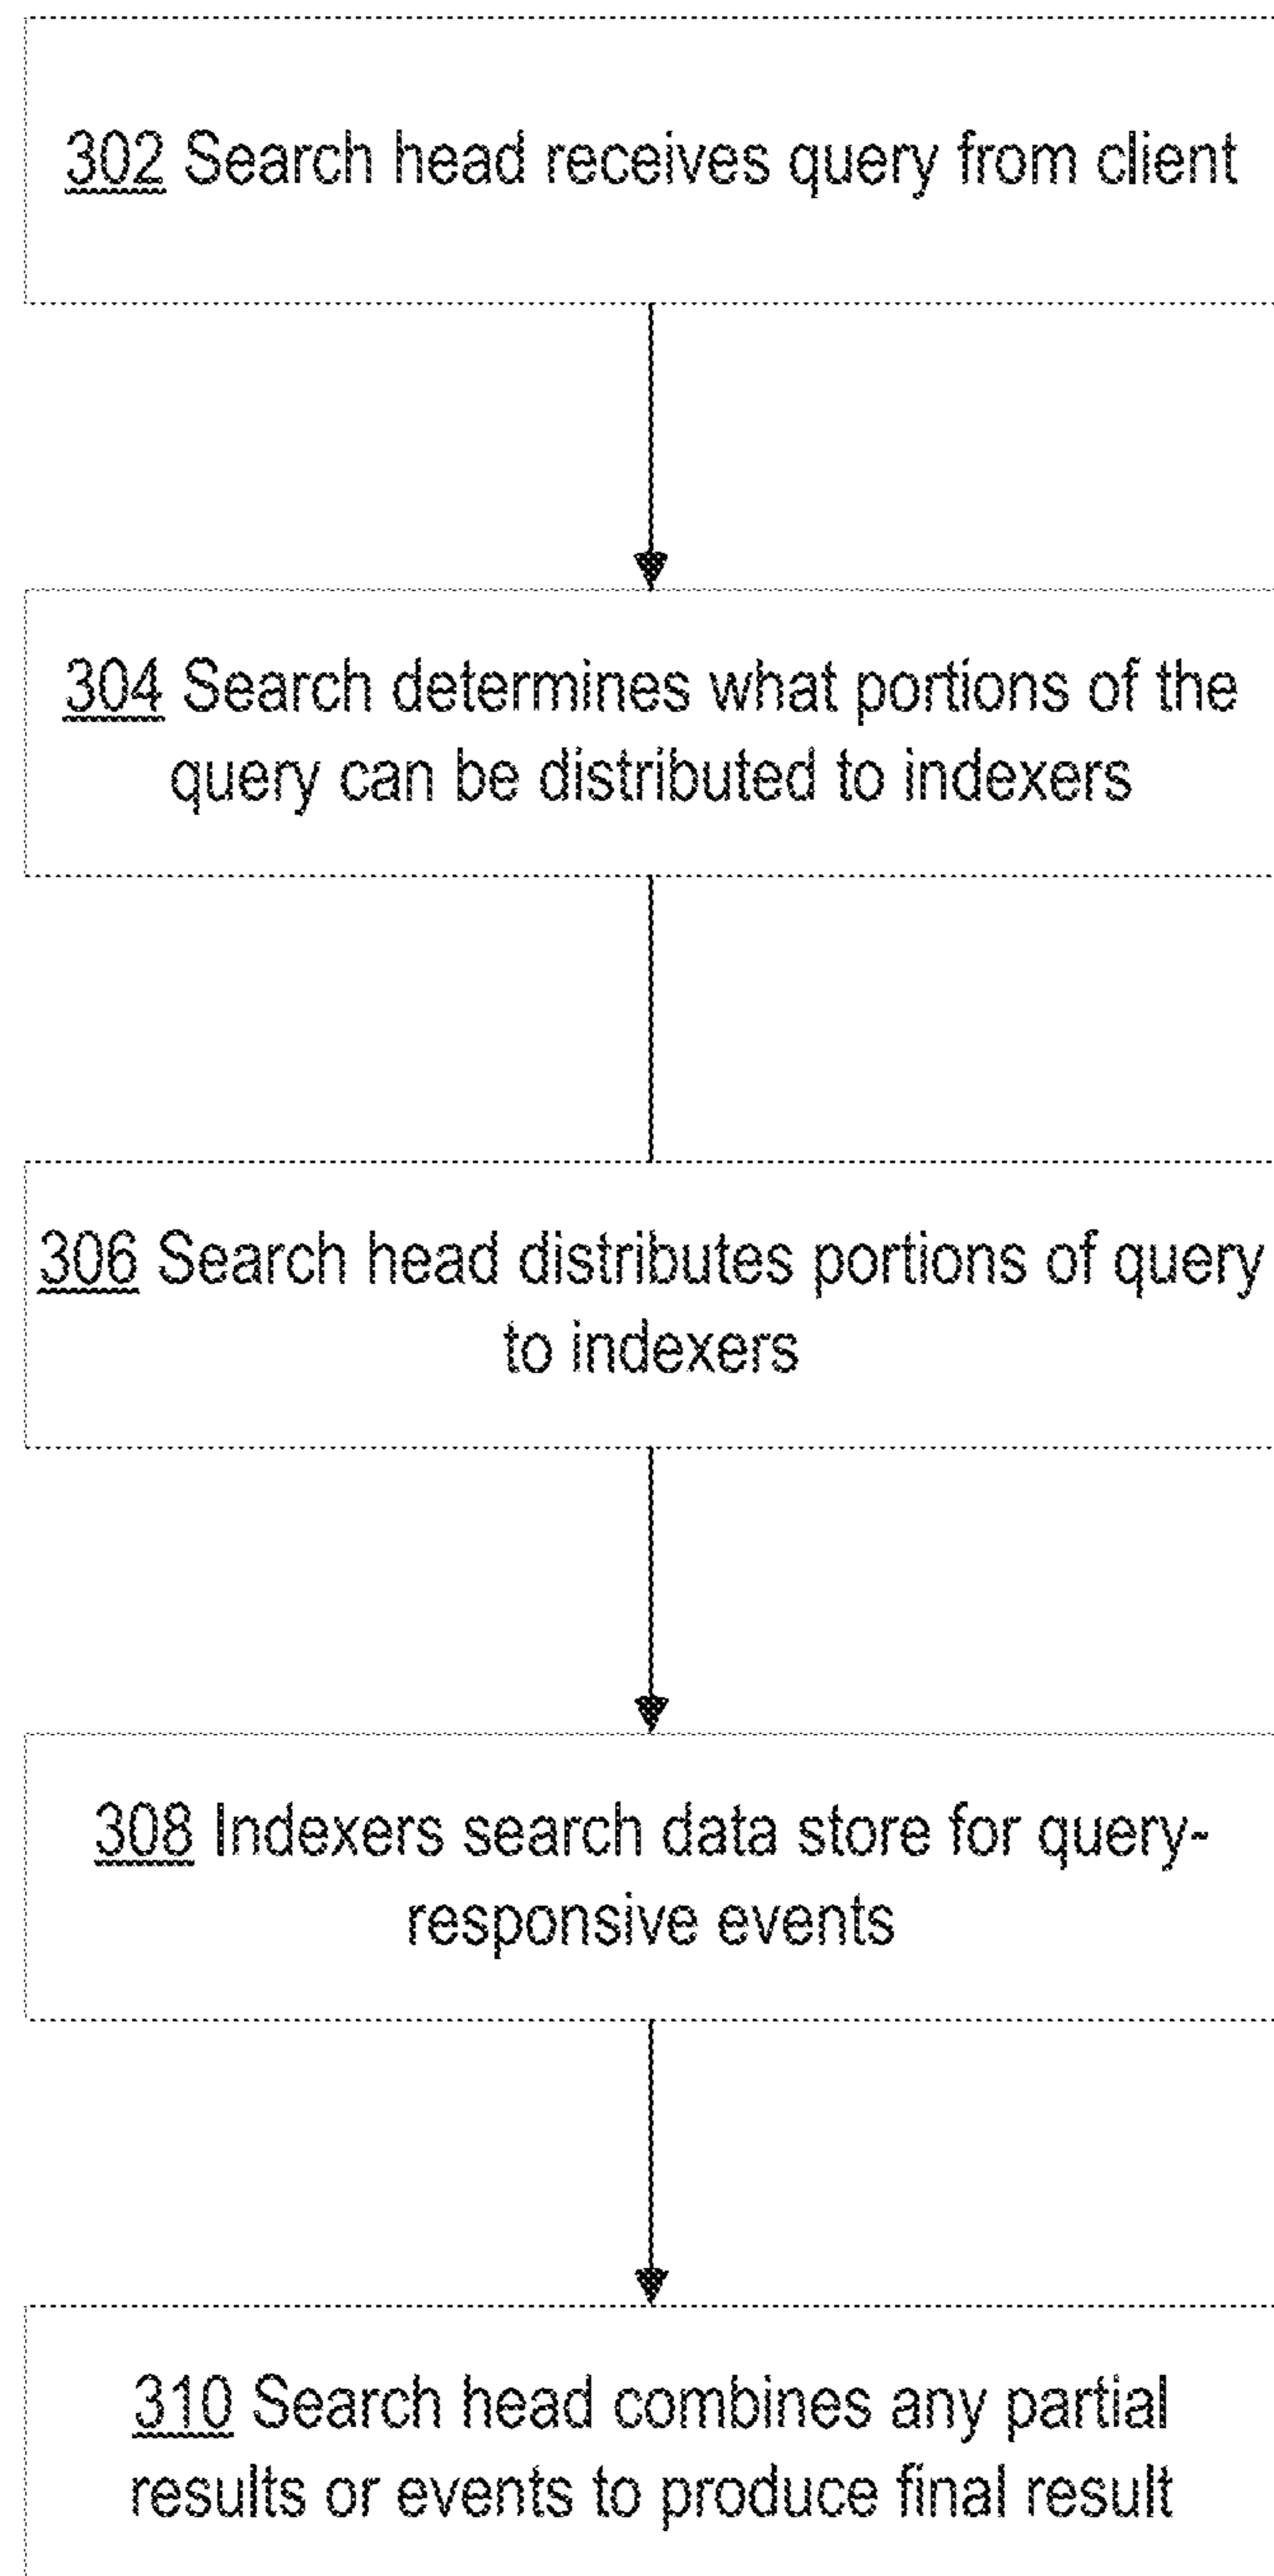 302 Search head receives query from client
304 Search determines what portions of the
query can be distributed to indexers
306 Search head distributes portions of query
to indexers
308 Indexers search data store for query-
responsive events
310 Search head combines any partial
results or events to produce final result